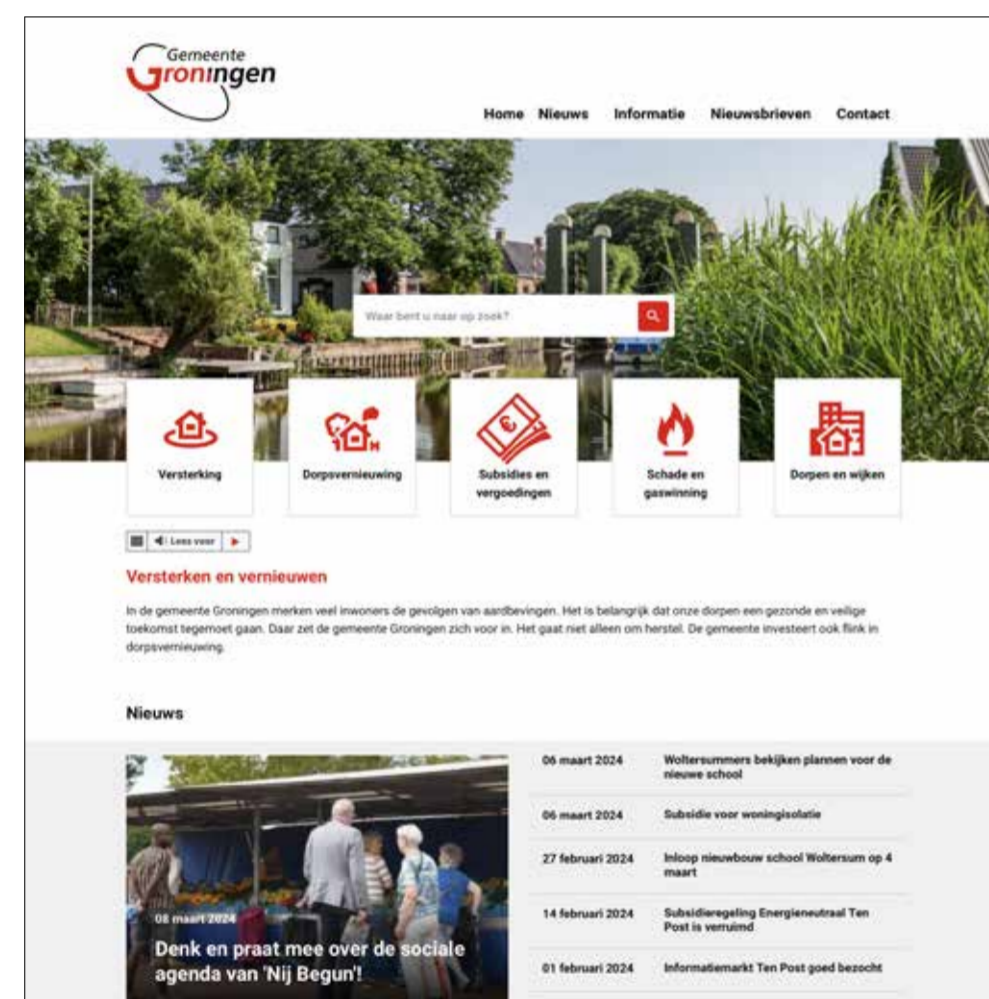 Gemeente
Groningen
Home Nieuws Informatie Nieuwsbrieven Contact
Waar bent u naar op zoek?
Versterking
Dorpsvernieuwing
Subsidies en
vergoedingen
Schade en
gaswinning
Dorpen en wijken
Lees voor
Versterken en vernieuwen
In de gemeente Groningen merken veel inwoners de gevolgen van aardbevingen. Het is belangrijk dat onze dorpen een gezonde en veilige
toekomst tegemoet gaan. Daar zet de gemeente Groningen zich voor in. Het gaat niet alleen om herstel. De gemeente investeert ook flink in
dorpsvernieuwing.
Nieuws
08 maart 2024
Denk en praat mee over de sociale
agenda van 'Nij Begun'!
06 maart 2024 Woltersummers bekijken plannen voor de
nieuwe school
06 maart 2024 Subsidie voor woningisolatie
27 februari 2024 Inloop nieuwbouw school Woltersum op 4
maart
14 februari 2024 Subsidieregeling Energieneutraal Ten
Post is verruimd
01 februari 2024 Informatiemarkt Ten Post goed bezocht